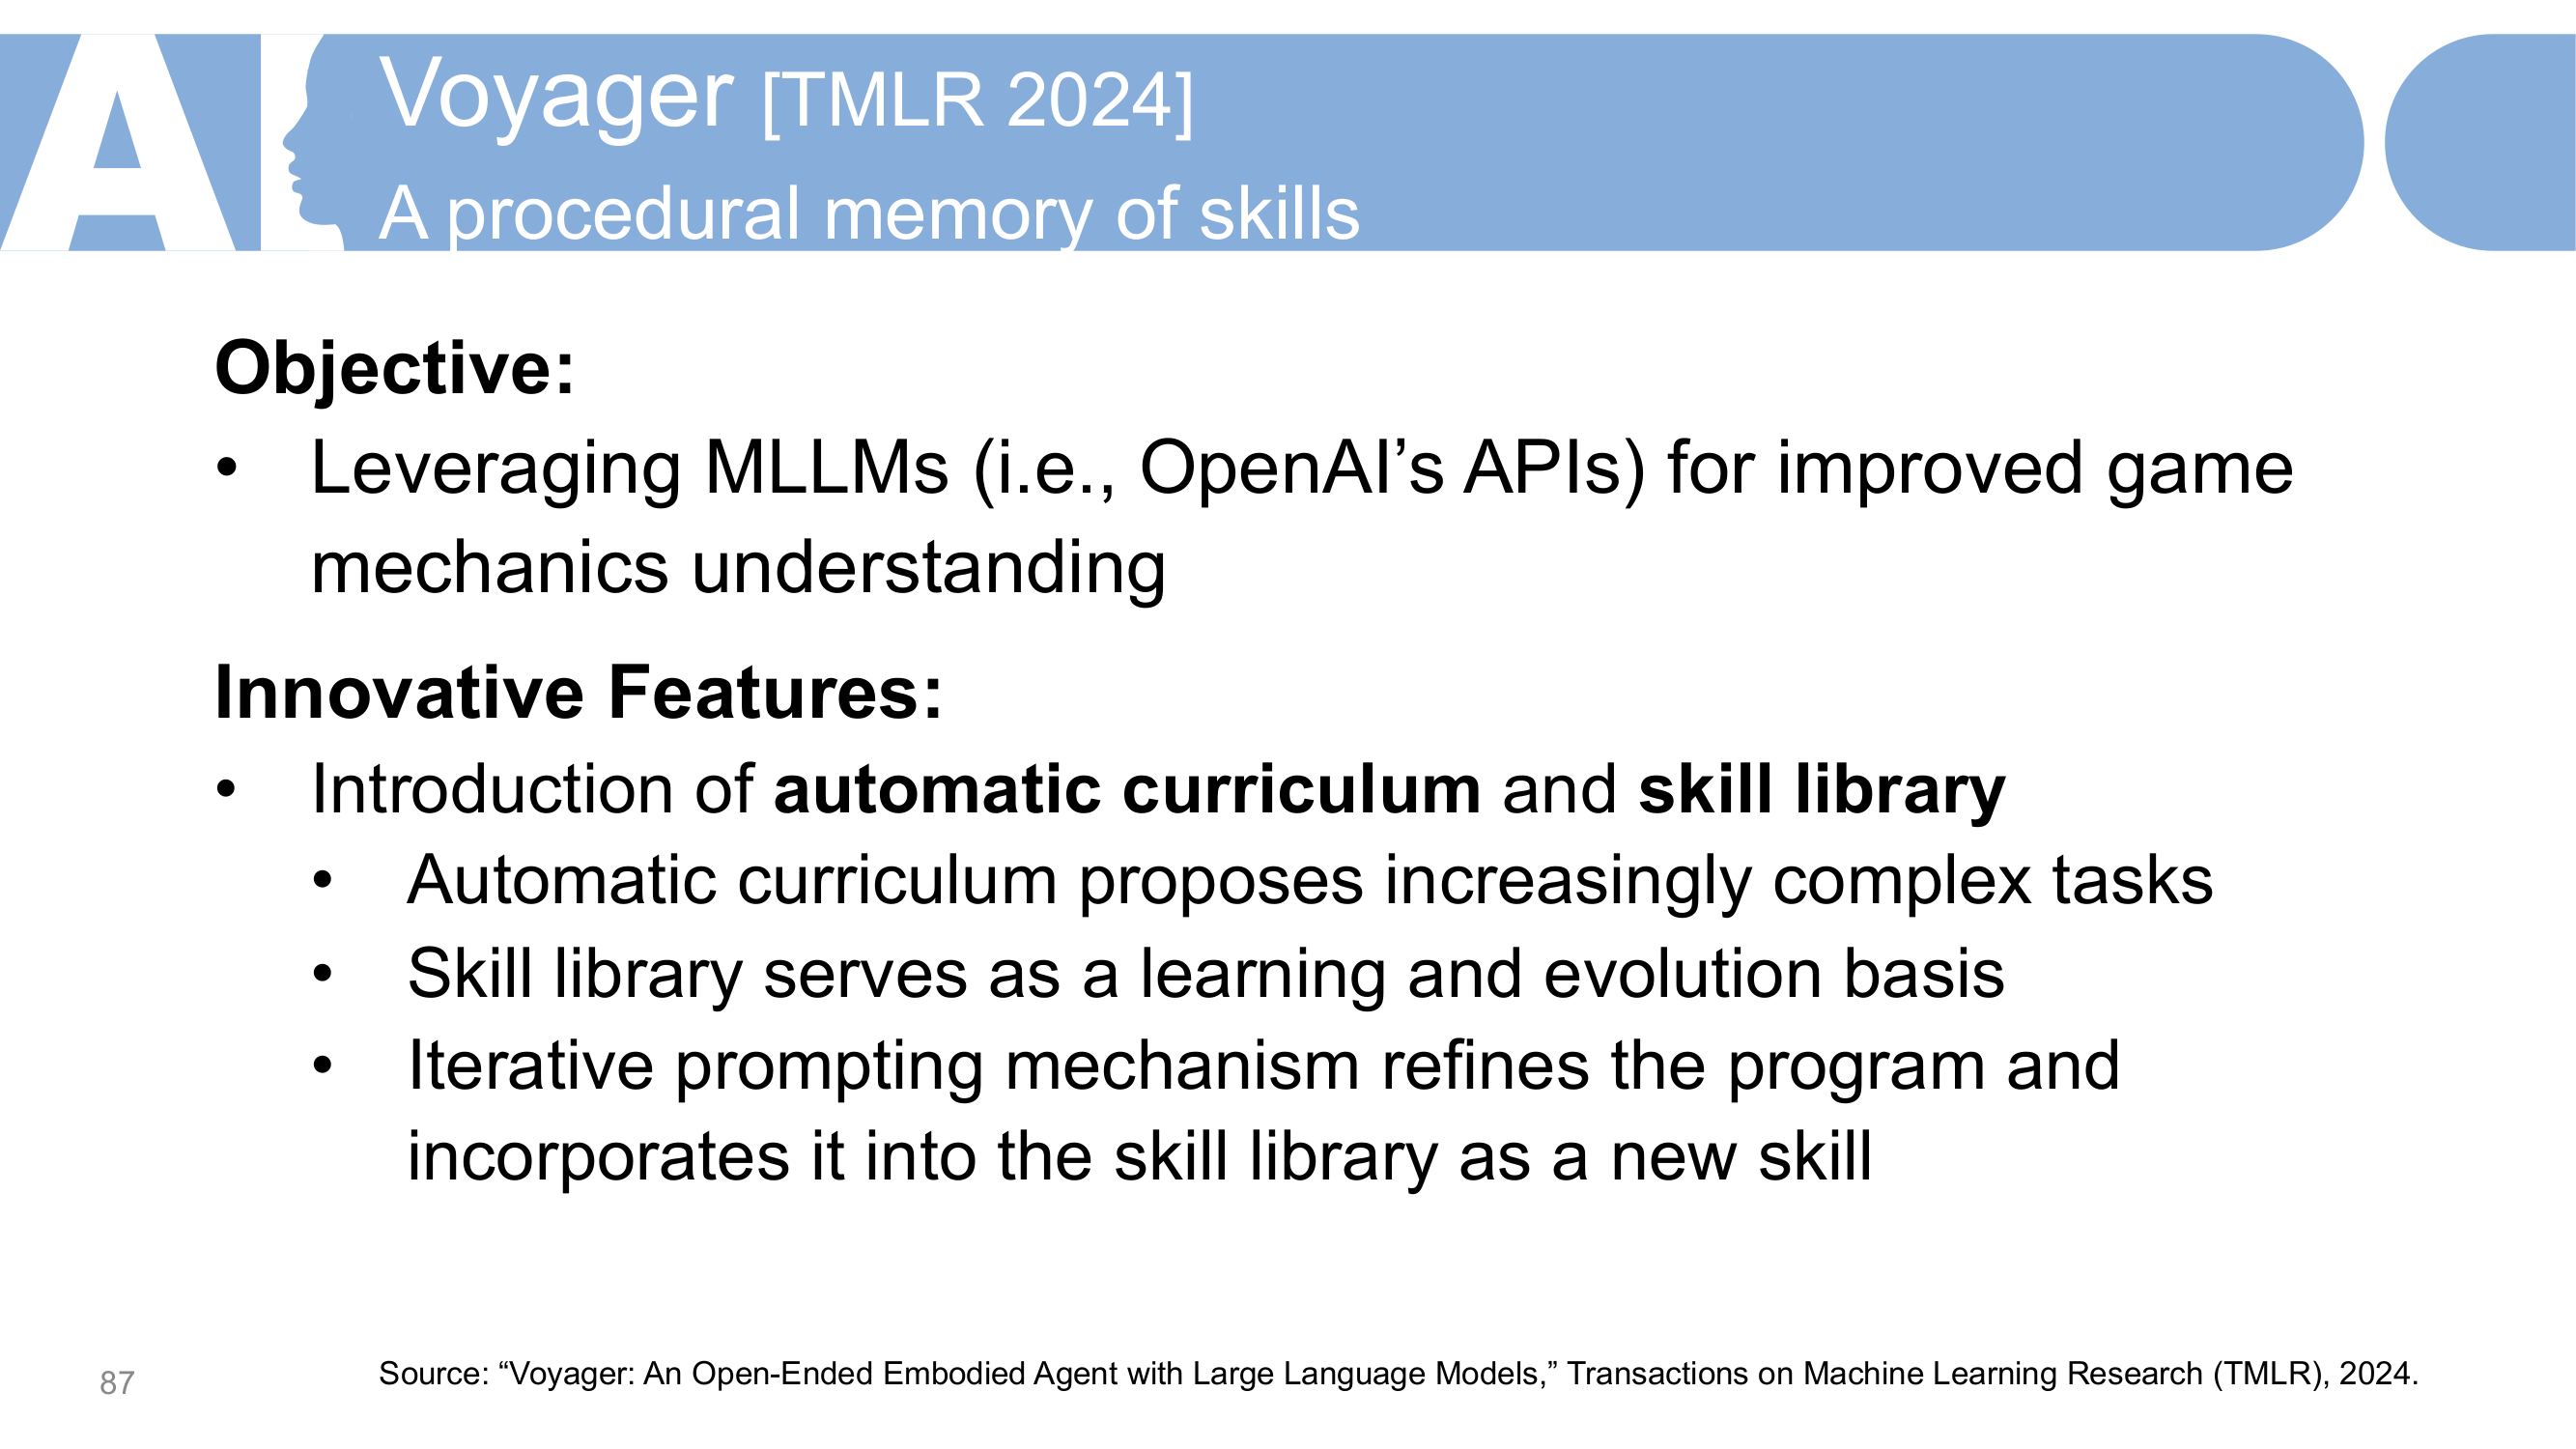 AI
Voyager [TMLR 2024]
A procedural memory of skills
Objective:
• Leveraging MLLMs (i.e., OpenAI’s APIs) for improved game
mechanics understanding
Innovative Features:
• Introduction of automatic curriculum and skill library
• Automatic curriculum proposes increasingly complex tasks
• Skill library serves as a learning and evolution basis
• Iterative prompting mechanism refines the program and
incorporates it into the skill library as a new skill
87
Source: “Voyager: An Open-Ended Embodied Agent with Large Language Models,” Transactions on Machine Learning Research (TMLR), 2024.